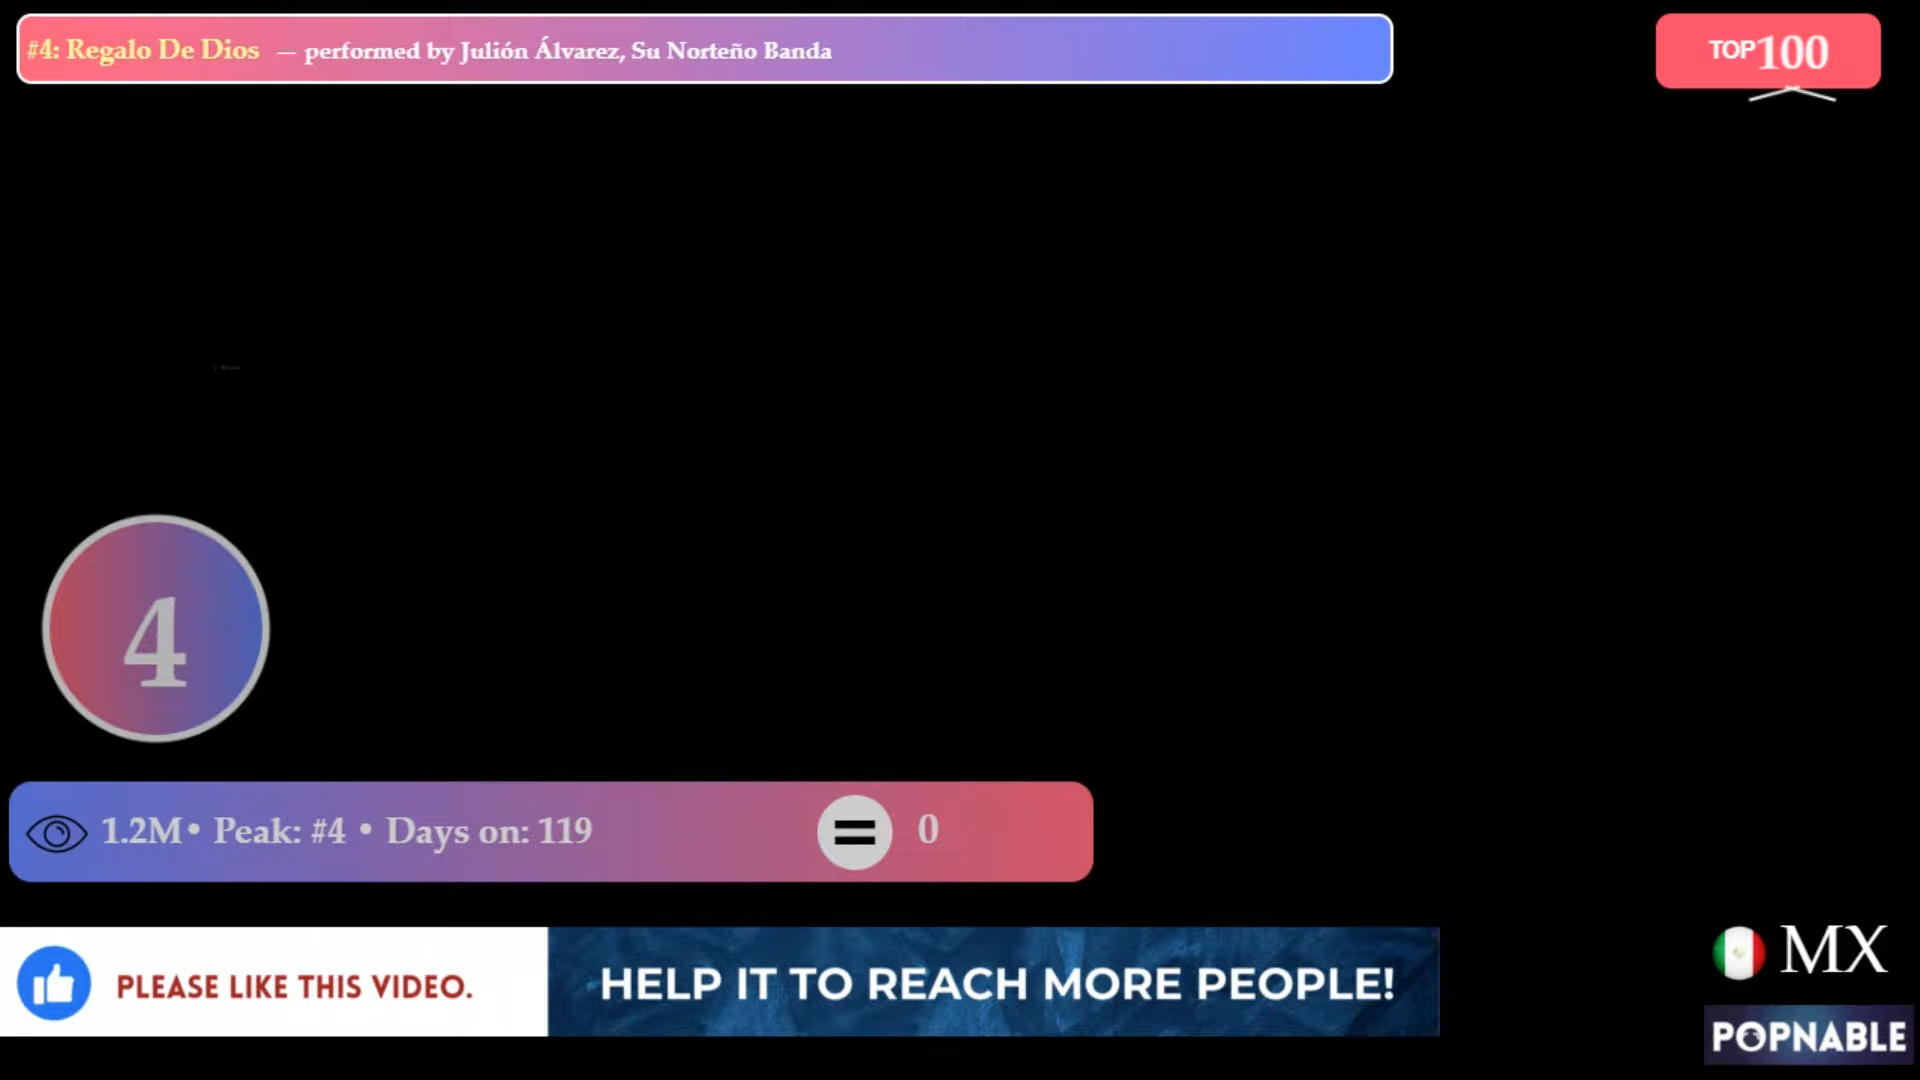 #4: Regalo De Dios — performed by Julión Álvarez, Su Norteño Banda
TOP100
4
1.2M • Peak: #4 • Days on: 119
= 0
PLEASE LIKE THIS VIDEO.
HELP IT TO REACH MORE PEOPLE!
MX
POPNABLE